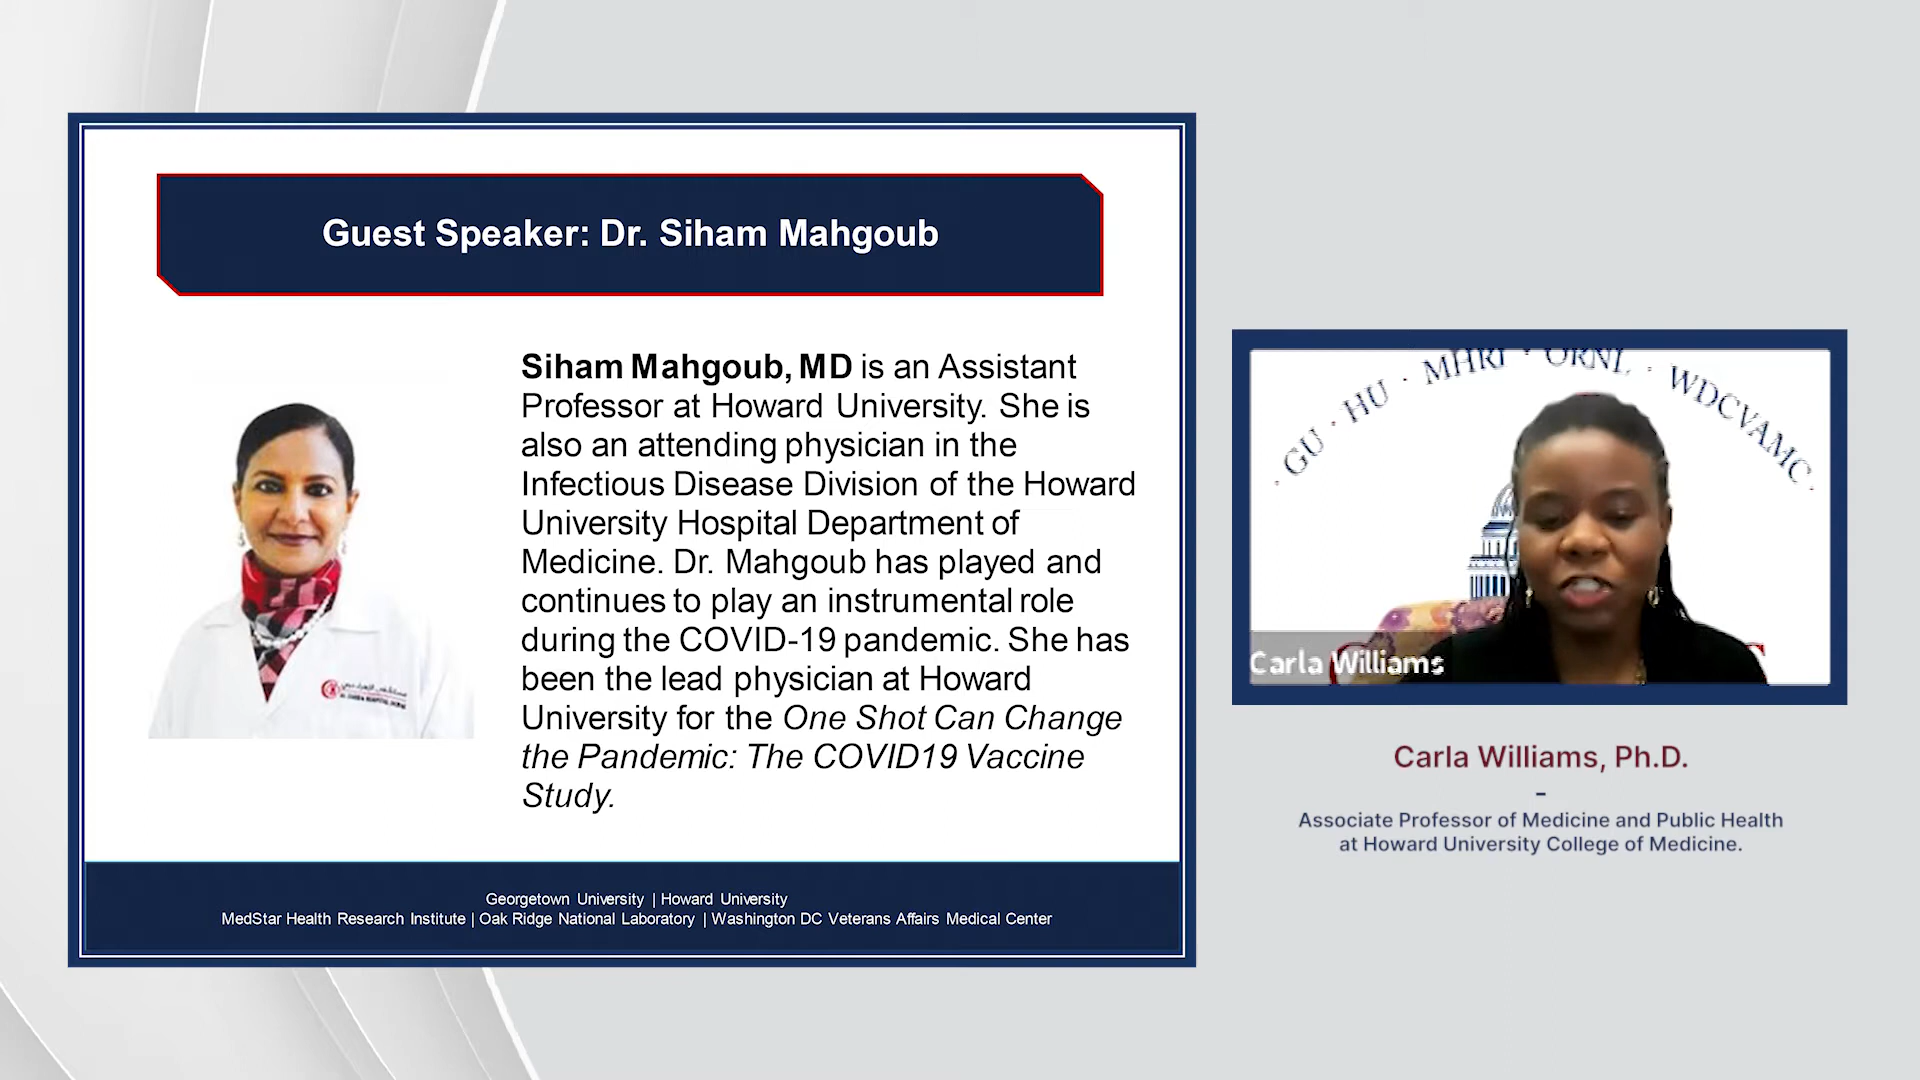 Guest Speaker: Dr. Siham Mahgoub
Siham Mahgoub, MD is an Assistant
Professor at Howard University. She is
also an attending physician in the
Infectious Disease Division of the Howard
University Hospital Department of
Medicine. Dr. Mahgoub has played and
continues to play an instrumental role
during the COVID-19 pandemic. She has
been the lead physician at Howard
University for the One Shot Can Change
the Pandemic: The COVID19 Vaccine
Study.
Georgetown University | Howard University
MedStar Health Research Institute | Oak Ridge National Laboratory | Washington DC Veterans Affairs Medical Center
· GU · HU · MHRI · ORNL · WDCVAMC ·
Carla Williams
Carla Williams, Ph.D.
-
Associate Professor of Medicine and Public Health
at Howard University College of Medicine.